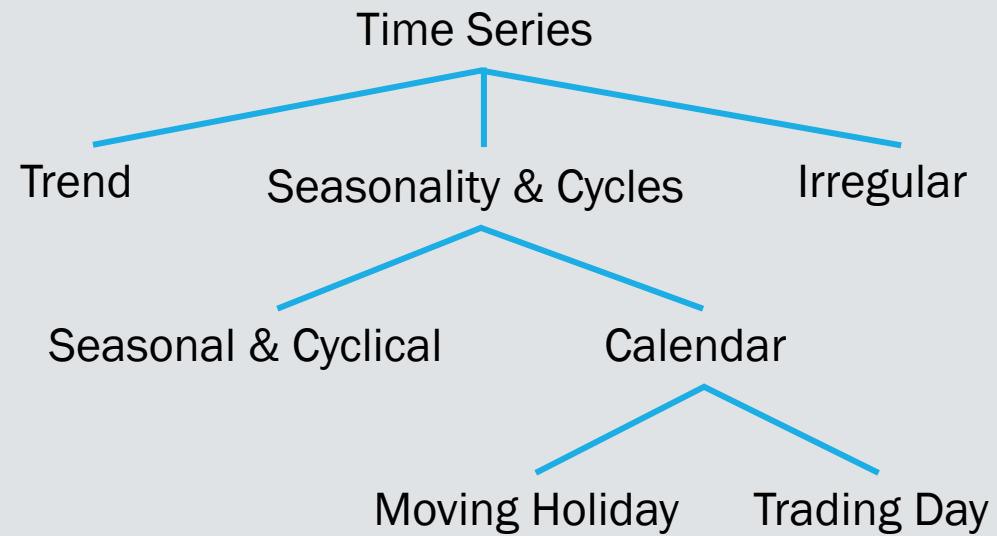 Time Series
Trend
Seasonality & Cycles
Irregular
Seasonal & Cyclical
Calendar
Moving Holiday
Trading Day